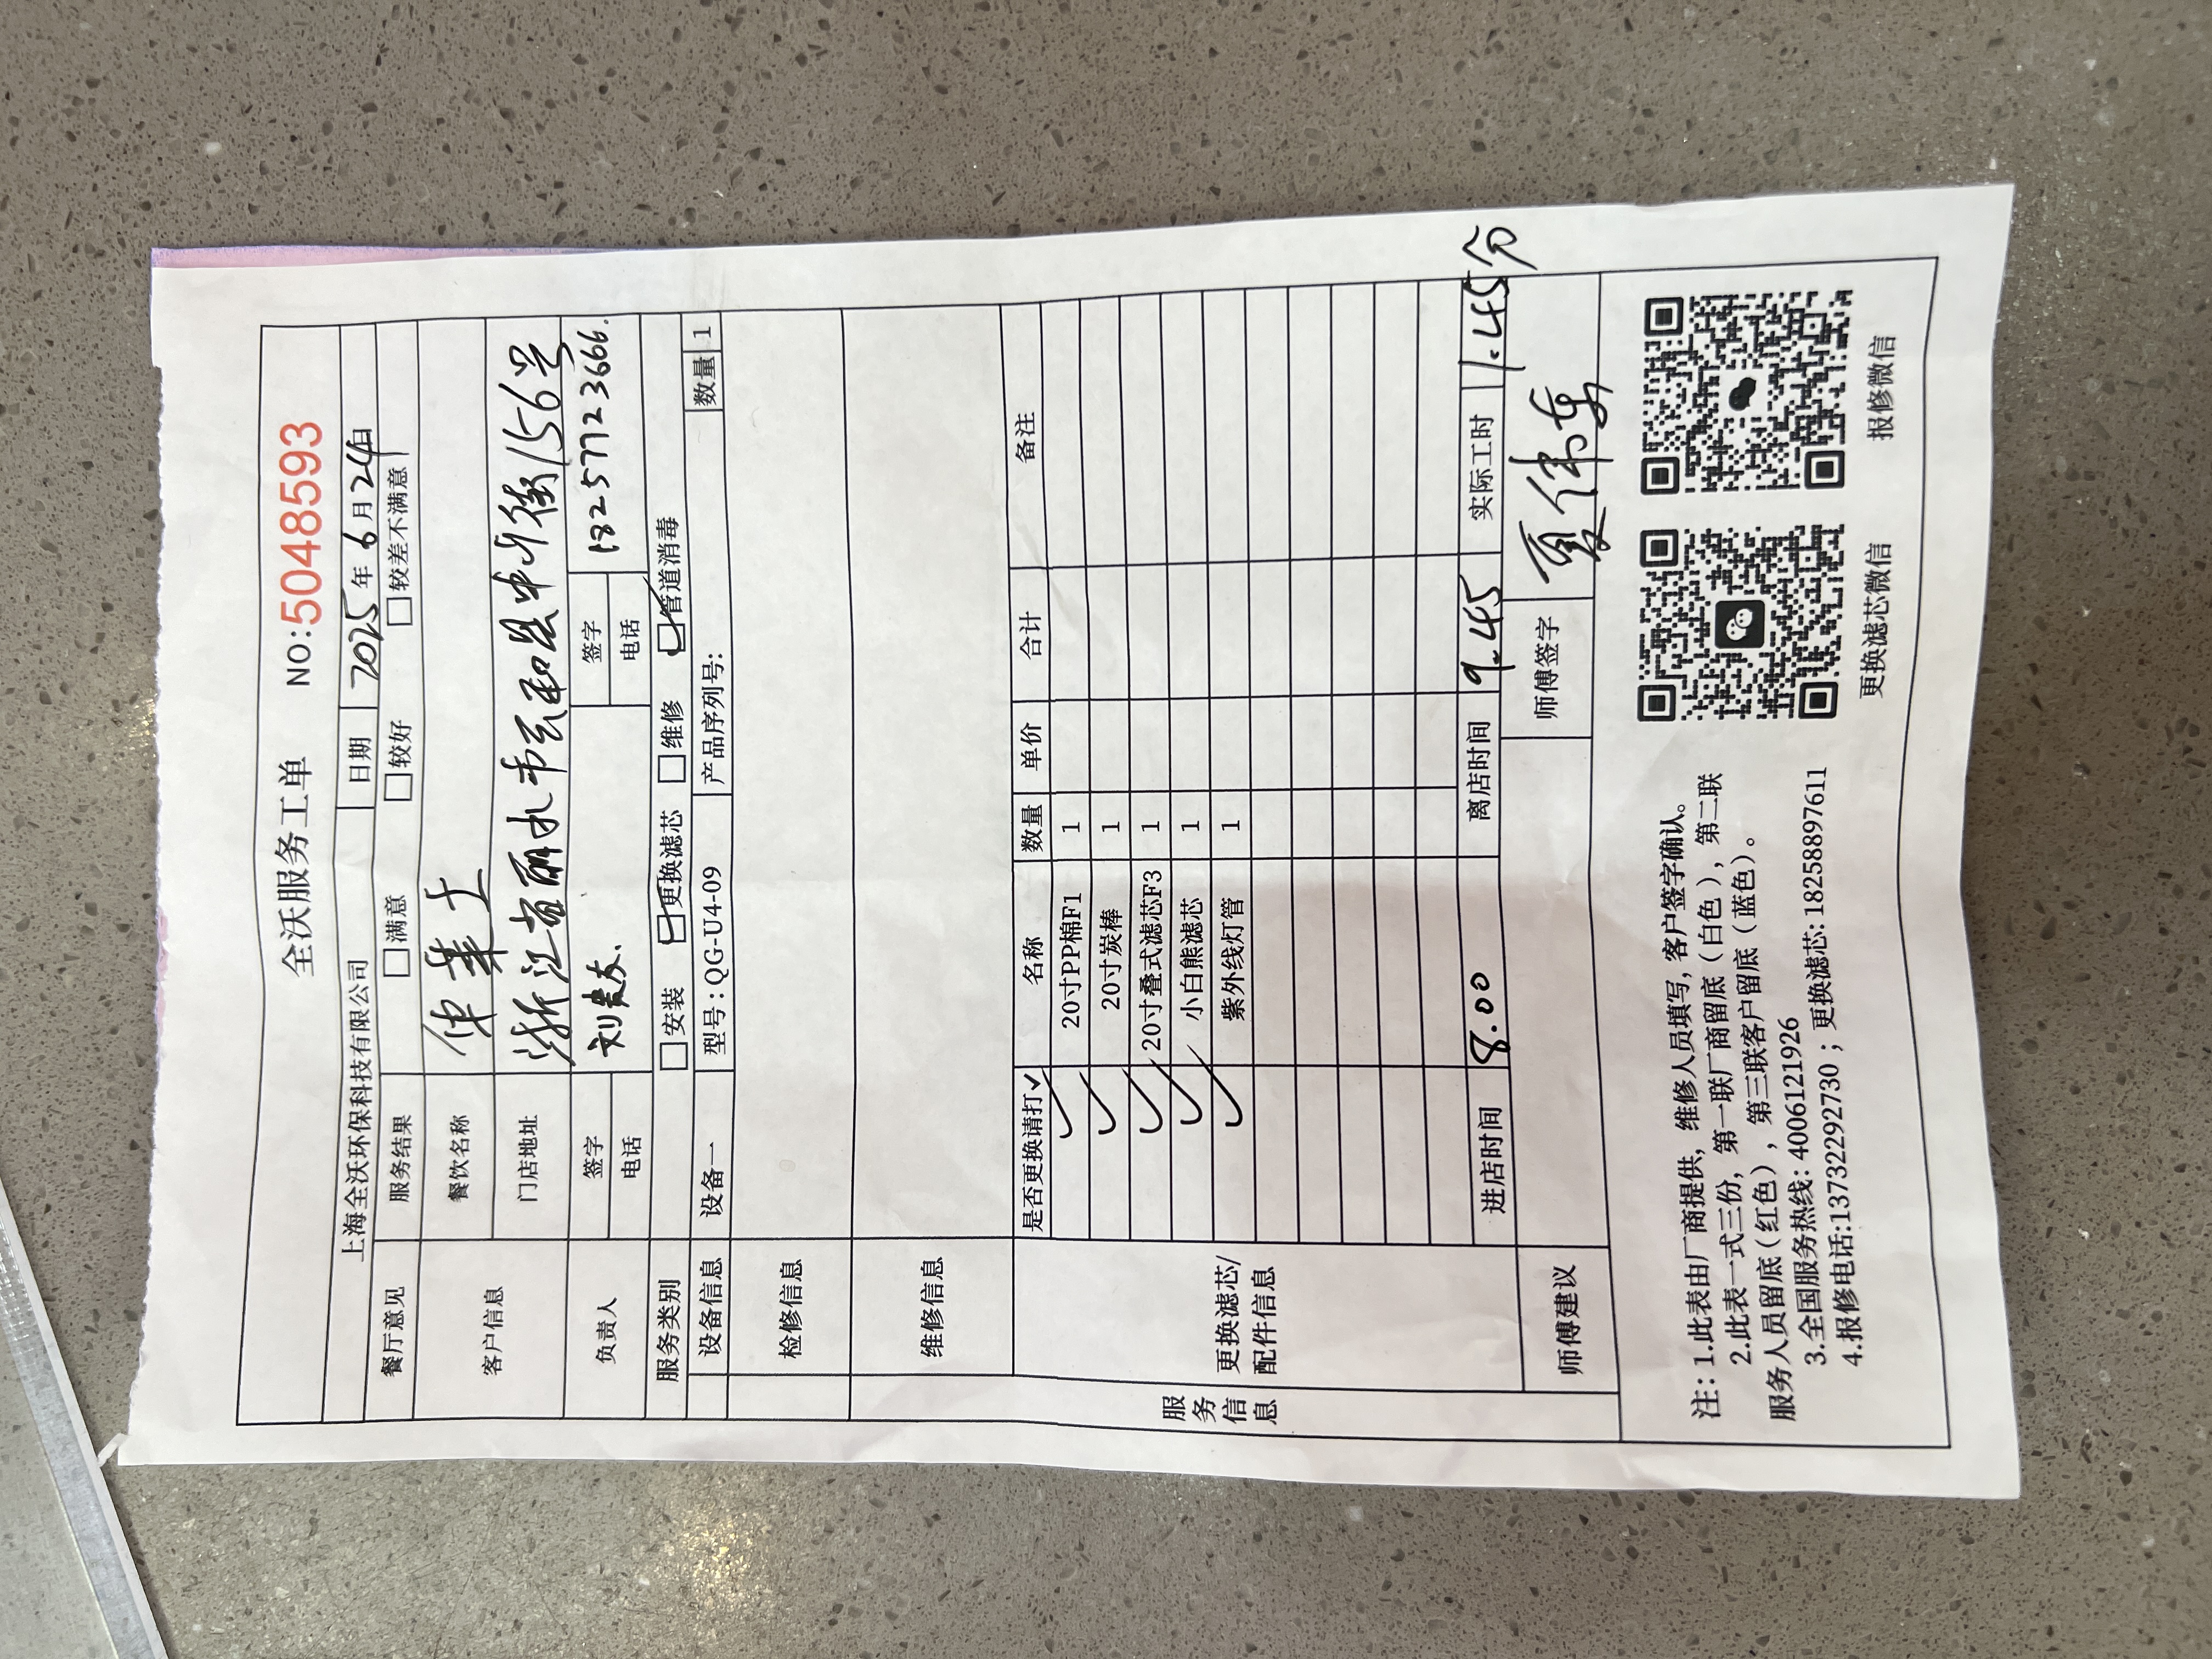 全沃服务工单 NO:5048593
上海全沃环保科技有限公司 日期 2025年6月24日
餐厅意见 服务结果 □满意 □较好 □较差不满意
客户信息 餐饮名称 华莱士
门店地址 浙江省丽水市云和县中山街156号
负责人 签字 签字
电话 电话 18257723666.
服务类别 □安装 ☑更换滤芯 □维修 ☑管道消毒
设备信息 设备一 型号:QG-U4-09 产品序列号: 数量 1
检修信息
维修信息
服务信息
更换滤芯/配件信息
是否更换请打✓ 名称 数量 单价 合计 备注
✓ 20寸PP棉F1 1
✓ 20寸炭棒 1
✓ 20寸叠式滤芯F3 1
✓ 小白熊滤芯 1
✓ 紫外线灯管 1
进店时间 8.00 离店时间 9.45 实际工时 1.45分
师傅建议 师傅签字 夏伟
注:1.此表由厂商提供,维修人员填写,客户签字确认。
2.此表一式三份,第一联厂商留底(白色),第二联
服务人员留底(红色),第三联客户留底(蓝色)。
3.全国服务热线:4006121926
4.报修电话:13732292730;更换滤芯:18258897611
更换滤芯微信 报修微信